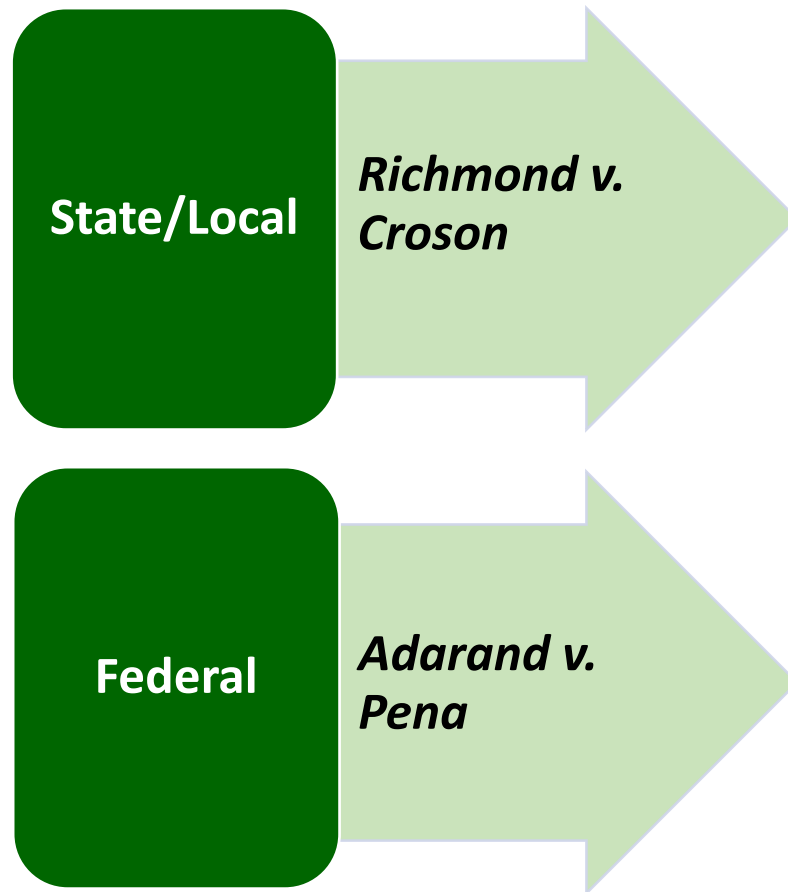 State/Local
Richmond v.
Croson
Federal
Adarand v.
Pena